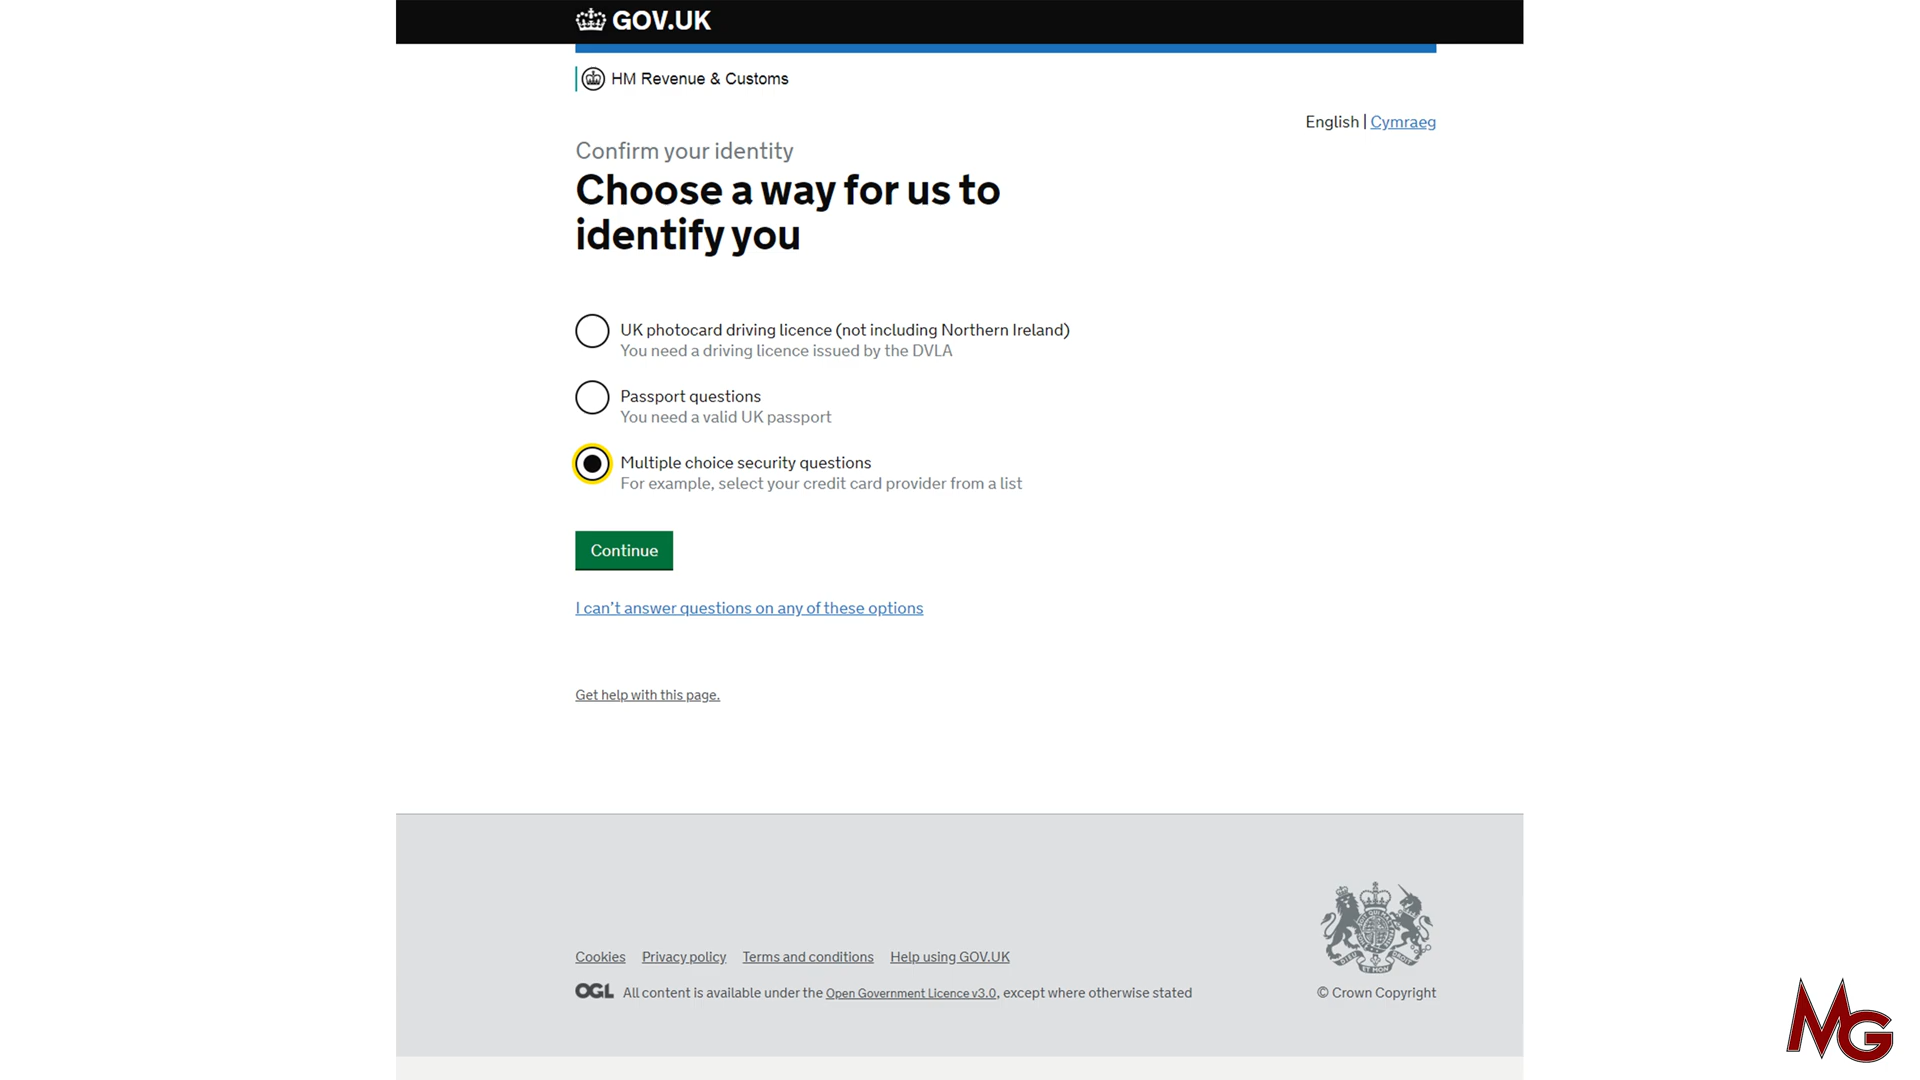 GOV.UK
HM Revenue & Customs
English | Cymraeg
Confirm your identity
Choose a way for us to
identify you
UK photocard driving licence (not including Northern Ireland)
You need a driving licence issued by the DVLA
Passport questions
You need a valid UK passport
Multiple choice security questions
For example, select your credit card provider from a list
Continue
I can’t answer questions on any of these options
Get help with this page.
Cookies Privacy policy Terms and conditions Help using GOV.UK
OGL All content is available under the Open Government Licence v3.0, except where otherwise stated
© Crown Copyright
MG